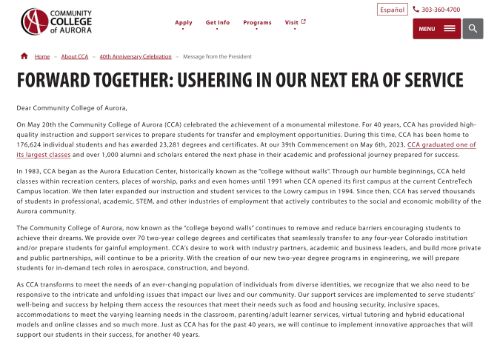 COMMUNITY
COLLEGE
of AURORA
Español
303-360-4700
Apply
Get Info
Programs
Visit
MENU
Home – About CCA – 40th Anniversary Celebration – Message from the President
FORWARD TOGETHER: USHERING IN OUR NEXT ERA OF SERVICE
Dear Community College of Aurora,
On May 20th the Community College of Aurora (CCA) celebrated the achievement of a monumental milestone. For 40 years, CCA has provided high-
quality instruction and support services to prepare students for transfer and employment opportunities. During this time, CCA has been home to
176,624 individual students and has awarded 23,281 degrees and certificates. At our 39th Commencement on May 6th, 2023, CCA graduated one of
its largest classes and over 1,000 alumni and scholars entered the next phase in their academic and professional journey prepared for success.
In 1983, CCA began as the Aurora Education Center, historically known as the "college without walls". Through our humble beginnings, CCA held
classes within recreation centers, places of worship, parks and even homes until 1991 when CCA opened its first campus at the current CentreTech
Campus location. We then later expanded our instruction and student services to the Lowry campus in 1994. Since then, CCA has served thousands
of students in professional, academic, STEM, and other industries of employment that actively contributes to the social and economic mobility of the
Aurora community.
The Community College of Aurora, now known as the "college beyond walls" continues to remove and reduce barriers encouraging students to
achieve their dreams. We provide over 70 two-year college degrees and certificates that seamlessly transfer to any four-year Colorado institution
and/or prepare students for gainful employment. CCA's desire to work with industry partners, academic and business leaders, and build more private
and public partnerships, will continue to be a priority. With the creation of our new two-year degree programs in engineering, we will prepare
students for in-demand roles in aerospace, construction, and beyond.
As CCA transforms to meet the needs of an ever-changing population of individuals from diverse identities, we recognize that we also need to be
responsive to the intricate and unfolding issues that impact our lives and our community. Our support services are implemented to serve students'
well-being and success by helping them access the resources that meet their needs such as food and housing security, inclusive spaces,
accommodations to meet the varying learning needs in the classroom, parenting/adult learner services, virtual tutoring and hybrid educational
models and online classes and so much more. Just as CCA has for the past 40 years, we will continue to implement innovative approaches that will
support our students in their success, for another 40 years.